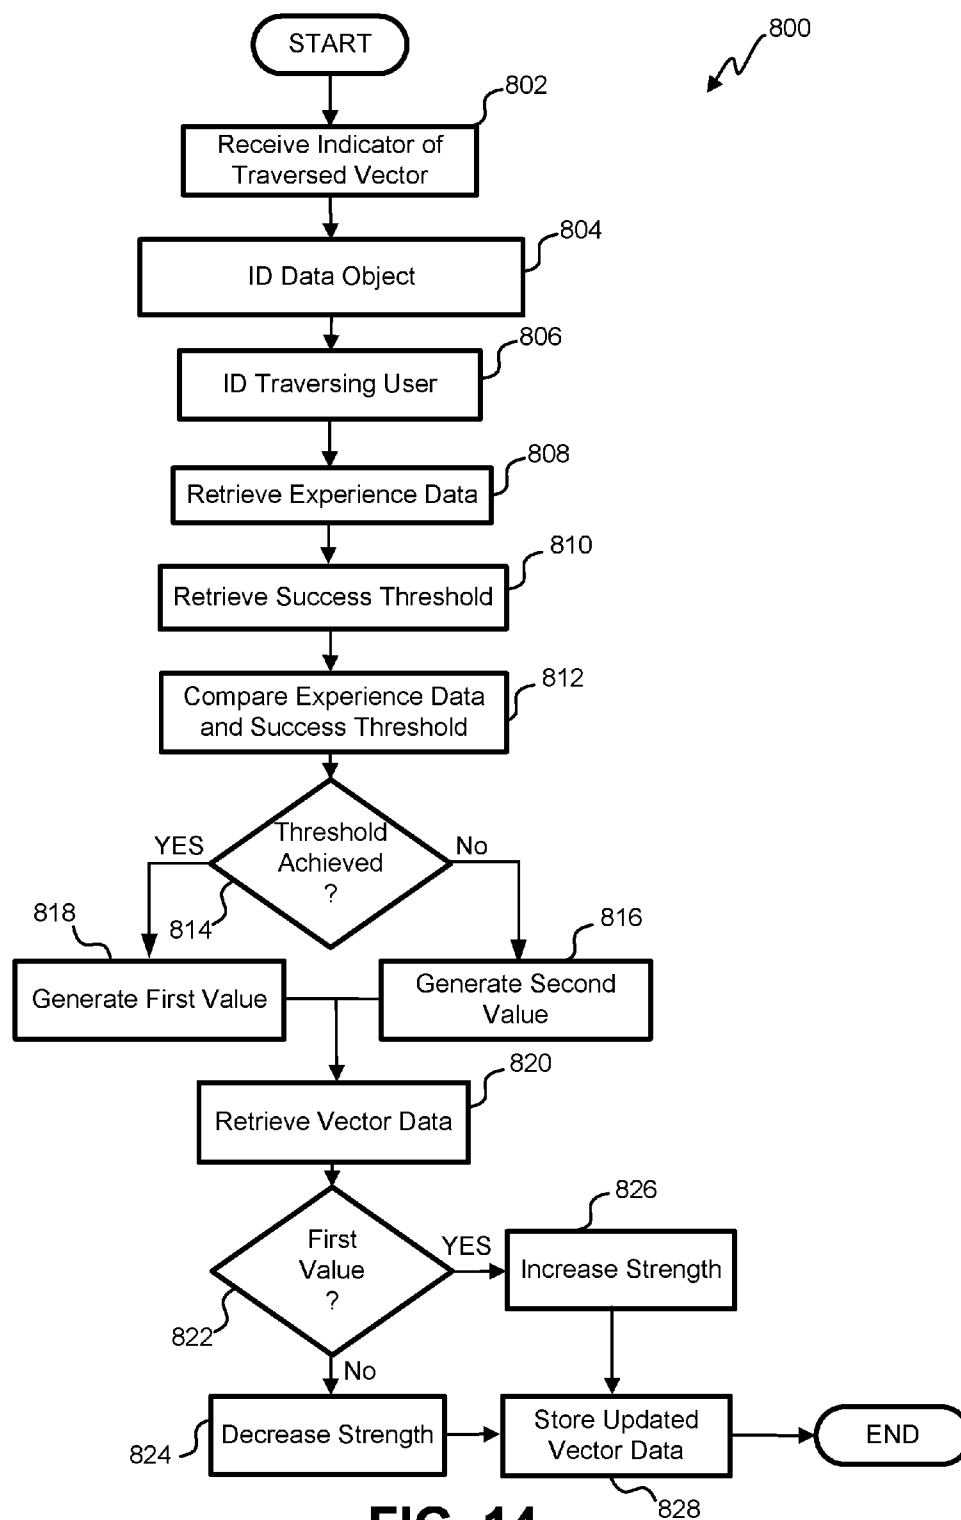 START
800
802
Receive Indicator of
Traversed Vector
804
ID Data Object
806
ID Traversing User
808
Retrieve Experience Data
810
Retrieve Success Threshold
812
Compare Experience Data
and Success Threshold
YES
Threshold
Achieved
?
No
814
818
816
Generate First Value
Generate Second
Value
820
Retrieve Vector Data
826
First
Value
?
YES
Increase Strength
822
No
824
Decrease Strength
Store Updated
Vector Data
END
828
FIG. 14